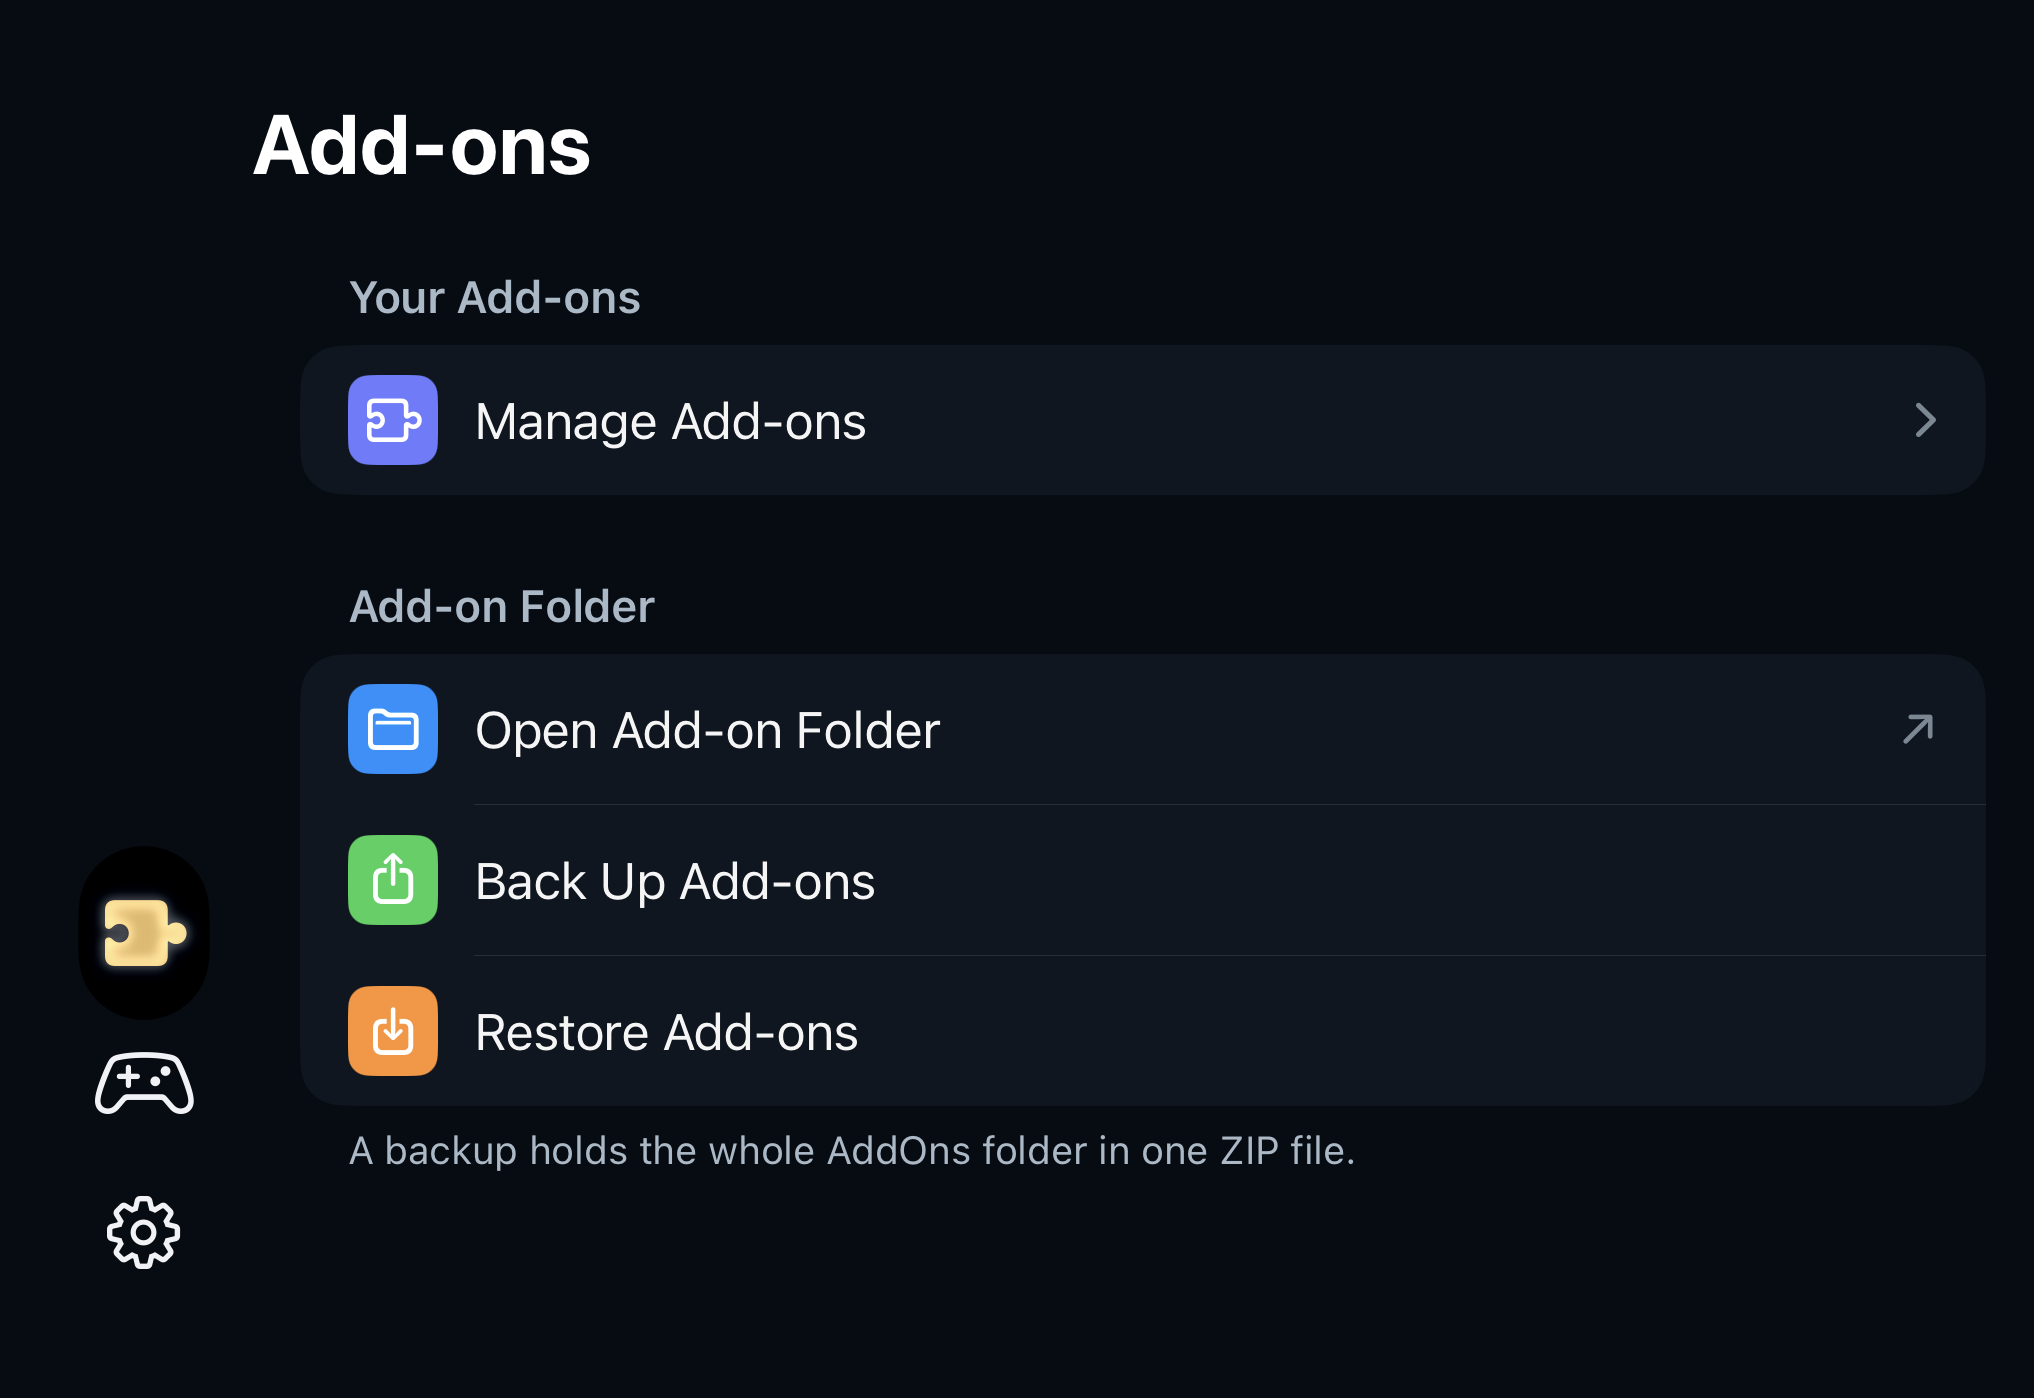 Add-ons
Your Add-ons
Manage Add-ons
Add-on Folder
Open Add-on Folder
Back Up Add-ons
Restore Add-ons
A backup holds the whole AddOns folder in one ZIP file.